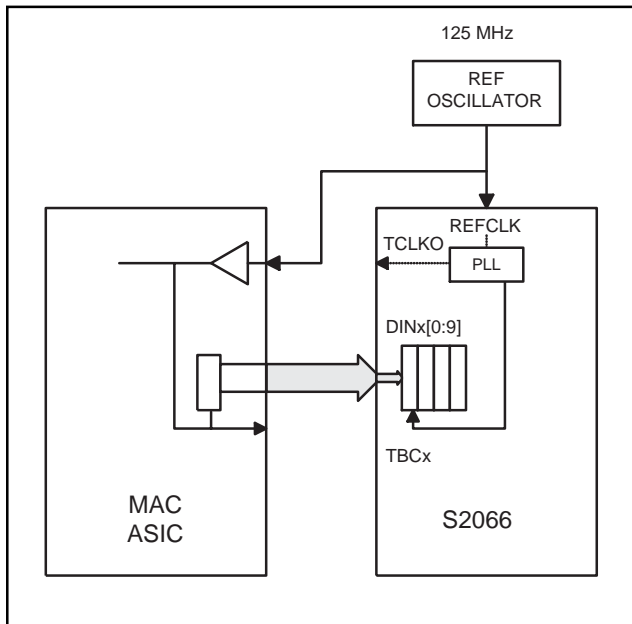 125 MHz
REF
OSCILLATOR
REFCLK
TCLKO
PLL
DINx[0:9]
TBCx
MAC
ASIC
S2066